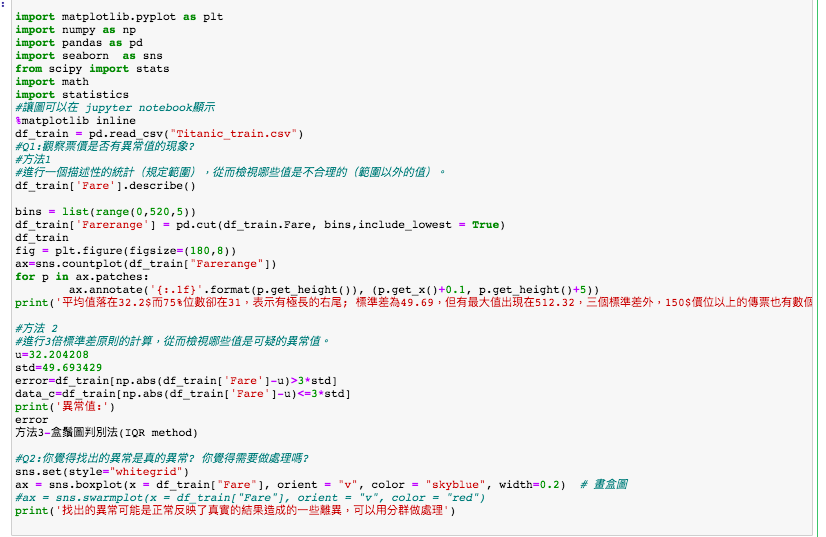 :
import matplotlib.pyplot as plt
import numpy as np
import pandas as pd
import seaborn  as sns
from scipy import stats
import math
import statistics
#讓圖可以在 jupyter notebook顯示
%matplotlib inline
df_train = pd.read_csv("Titanic_train.csv")
#Q1:觀察票價是否有異常值的現象?
#方法1
#進行一個描述性的統計（規定範圍），從而檢視哪些值是不合理的（範圍以外的值）。
df_train['Fare'].describe()
bins = list(range(0,520,5))
df_train['Farerange'] = pd.cut(df_train.Fare, bins,include_lowest = True)
df_train
fig = plt.figure(figsize=(180,8))
ax=sns.countplot(df_train["Farerange"])
for p in ax.patches:
        ax.annotate('{:.1f}'.format(p.get_height()), (p.get_x()+0.1, p.get_height()+5))
print('平均值落在32.2$而75%位數卻在31，表示有極長的右尾; 標準差為49.69，但有最大值出現在512.32，三個標準差外，150$價位以上的傳票也有數個
#方法 2
#進行3倍標準差原則的計算，從而檢視哪些值是可疑的異常值。
u=32.204208
std=49.693429
error=df_train[np.abs(df_train['Fare']-u)>3*std]
data_c=df_train[np.abs(df_train['Fare']-u)<=3*std]
print('異常值:')
error
方法3-盒鬚圖判別法(IQR method)
#Q2:你覺得找出的異常是真的異常? 你覺得需要做處理嗎?
sns.set(style="whitegrid")
ax = sns.boxplot(x = df_train["Fare"], orient = "v", color = "skyblue", width=0.2)  # 畫盒圖
#ax = sns.swarmplot(x = df_train["Fare"], orient = "v", color = "red")
print('找出的異常可能是正常反映了真實的結果造成的一些離異，可以用分群做處理')